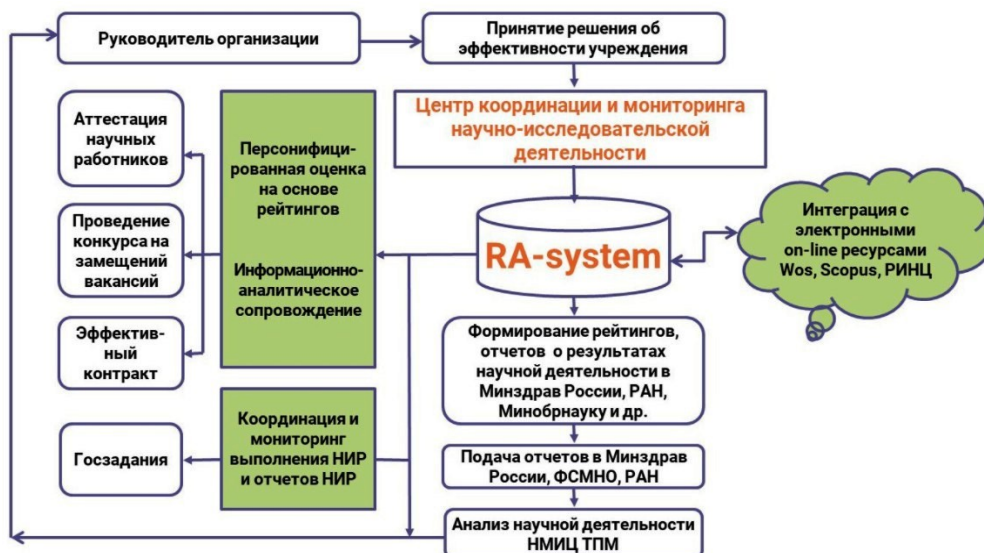 Руководитель организации
Принятие решения об
эффективности учреждения
Центр координации и мониторинга
научно-исследовательской
деятельности
Аттестация
научных
работников
Проведение
конкурса на
замещений
вакансий
Эффектив-
ный
контракт
Персонифици-
рованная оценка
на основе
рейтингов
Информационно-
аналитическое
сопровождение
RA-system
Интеграция с
электронными
on-line ресурсами
Wos, Scopus, РИНЦ
Формирование рейтингов,
отчетов о результатах
научной деятельности в
Минздрав России, РАН,
Минобрнауку и др.
Госзадания
Координация и
мониторинг
выполнения НИР
и отчетов НИР
Подача отчетов в Минздрав
России, ФСМНО, РАН
Анализ научной деятельности
НМИЦ ТПМ